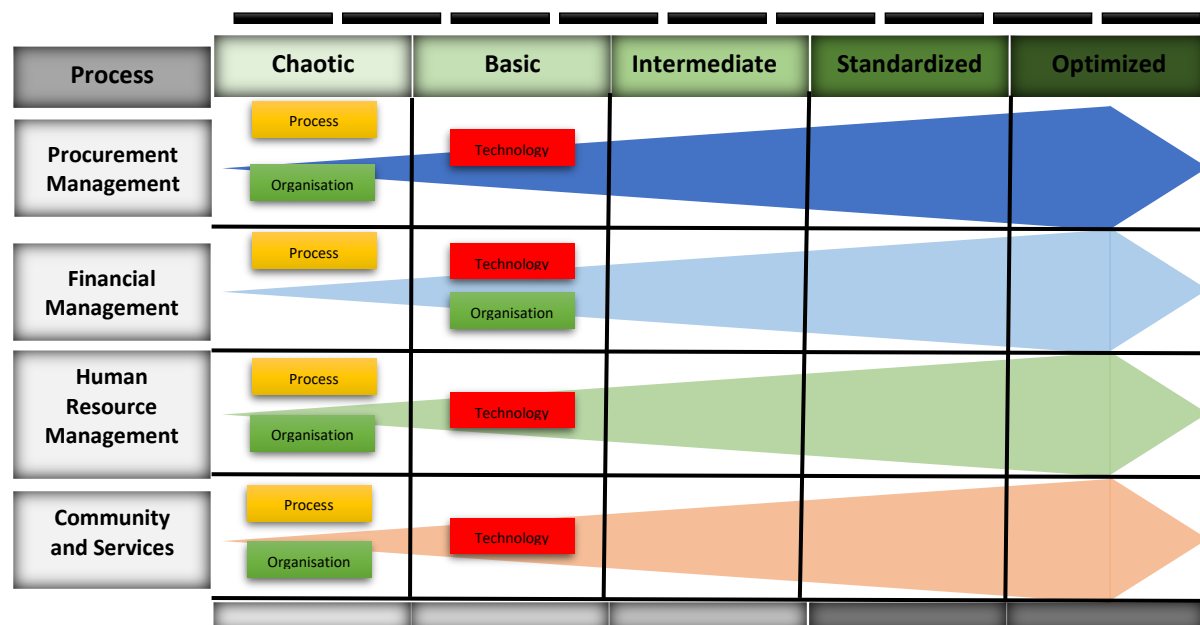 Process
Chaotic
Basic
Intermediate
Standardized
Optimized
Procurement
Management
Process
Organisation
Technology
Financial
Management
Process
Technology
Organisation
Human
Resource
Management
Process
Organisation
Technology
Community
and Services
Process
Organisation
Technology